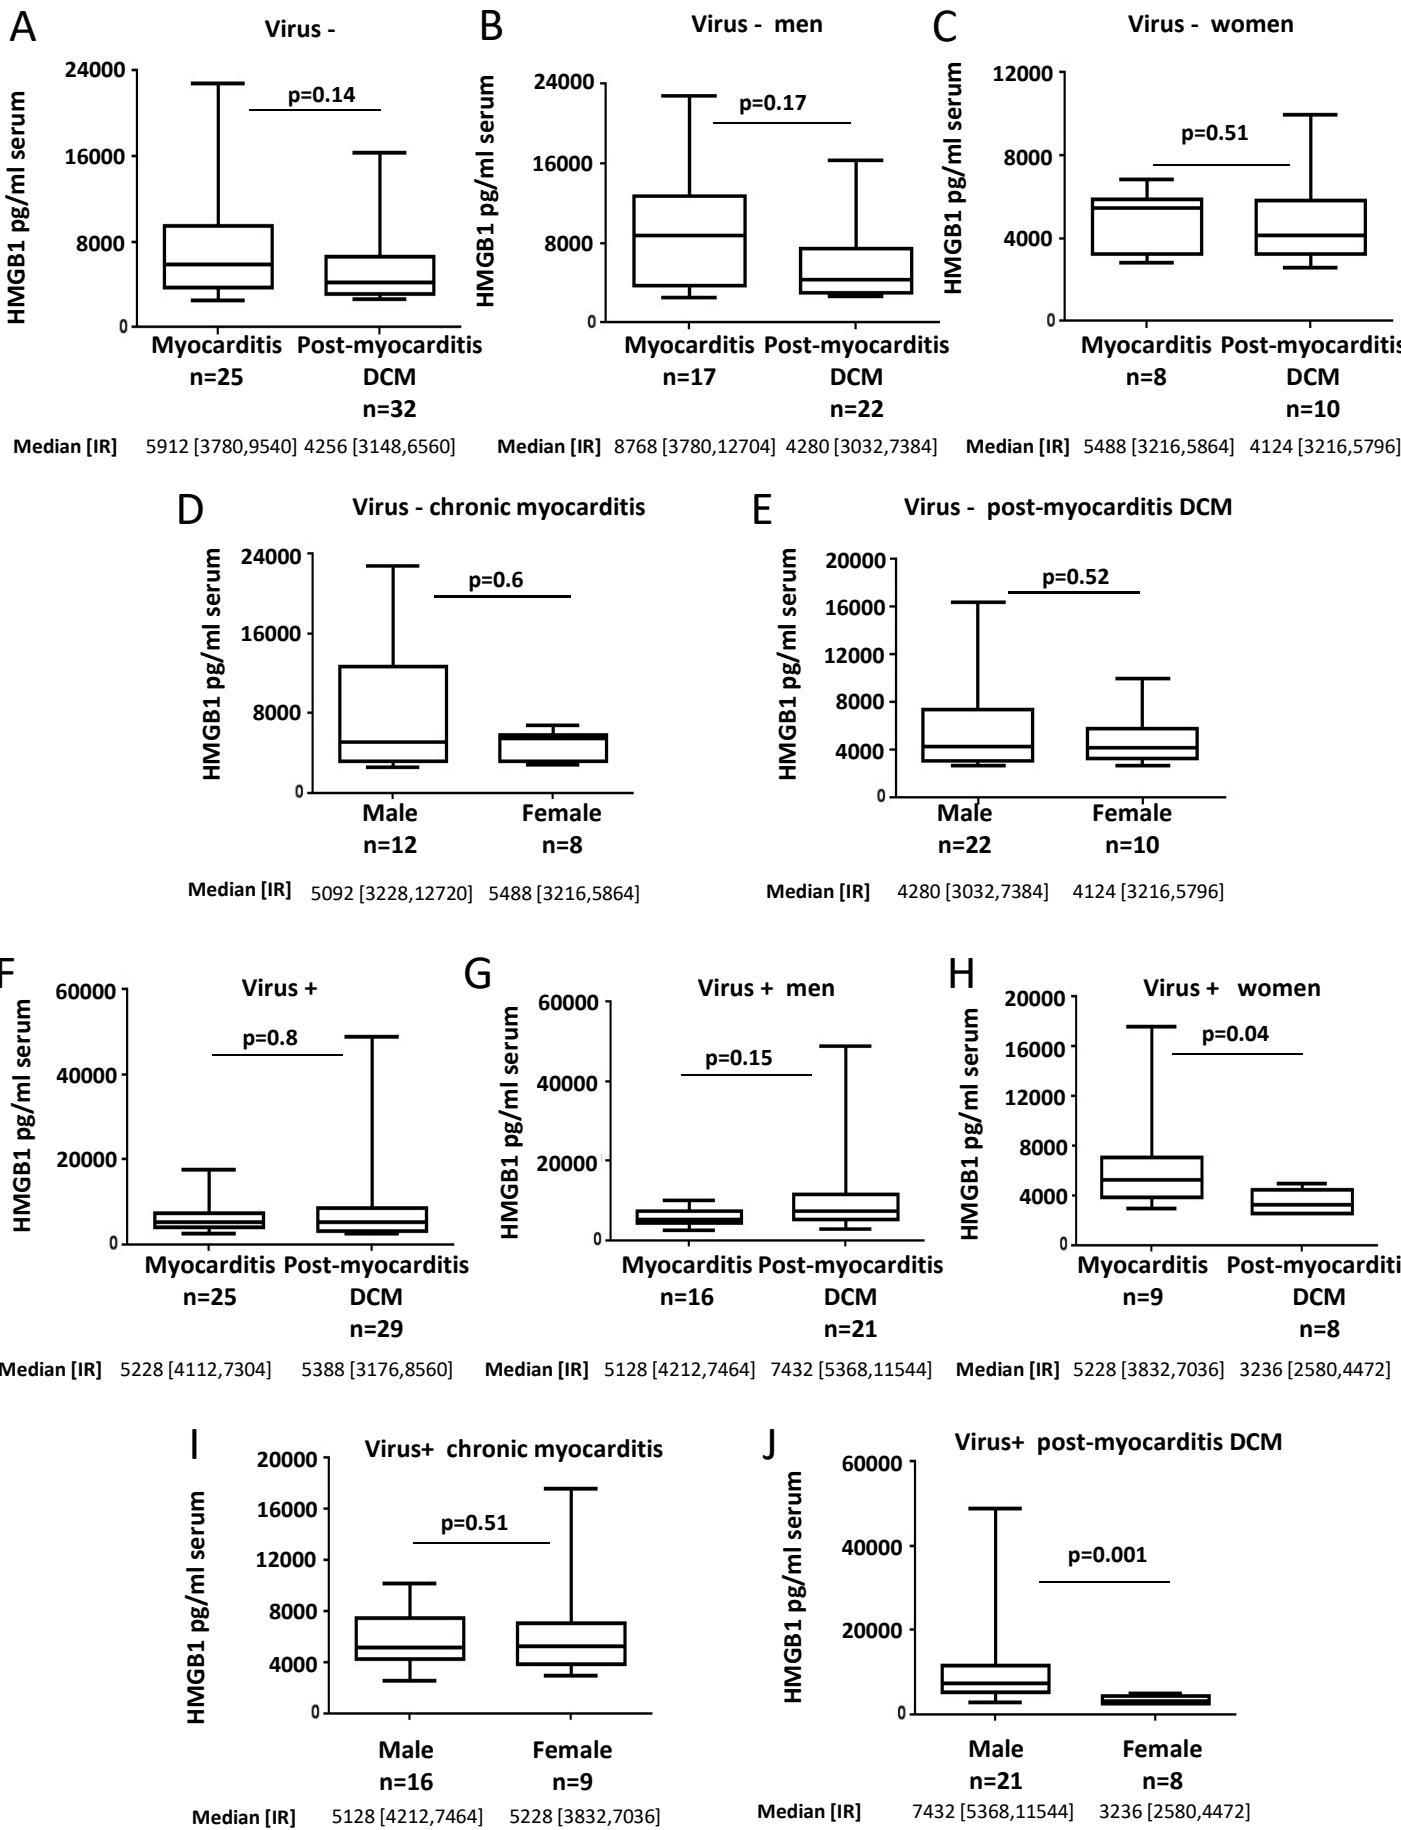 A
Virus -
HMGB1 pg/ml serum
24000
16000
8000
0
p=0.14
Myocarditis Post-myocarditis
n=25 DCM
n=32
Median [IR] 5912 [3780,9540] 4256 [3148,6560]
B
Virus - men
HMGB1 pg/ml serum
24000
16000
8000
0
p=0.17
Myocarditis Post-myocarditis
n=17 DCM
n=22
Median [IR] 8768 [3780,12704] 4280 [3032,7384]
C
Virus - women
HMGB1 pg/ml serum
12000
8000
4000
0
p=0.51
Myocarditis Post-myocarditis
n=8 DCM
n=10
Median [IR] 5488 [3216,5864] 4124 [3216,5796]
D
Virus - chronic myocarditis
HMGB1 pg/ml serum
24000
16000
8000
0
p=0.6
Male Female
n=12 n=8
Median [IR] 5092 [3228,12720] 5488 [3216,5864]
E
Virus - post-myocarditis DCM
HMGB1 pg/ml serum
20000
16000
12000
8000
4000
0
p=0.52
Male Female
n=22 n=10
Median [IR] 4280 [3032,7384] 4124 [3216,5796]
F
Virus +
HMGB1 pg/ml serum
60000
40000
20000
0
p=0.8
Myocarditis Post-myocarditis
n=25 DCM
n=29
Median [IR] 5228 [4112,7304] 5388 [3176,8560]
G
Virus + men
HMGB1 pg/ml serum
60000
40000
20000
0
p=0.15
Myocarditis Post-myocarditis
n=16 DCM
n=21
Median [IR] 5128 [4212,7464] 7432 [5368,11544]
H
Virus + women
HMGB1 pg/ml serum
20000
16000
12000
8000
4000
0
p=0.04
Myocarditis Post-myocarditi
n=9 DCM
n=8
Median [IR] 5228 [3832,7036] 3236 [2580,4472]
I
Virus+ chronic myocarditis
HMGB1 pg/ml serum
20000
16000
12000
8000
4000
0
p=0.51
Male Female
n=16 n=9
Median [IR] 5128 [4212,7464] 5228 [3832,7036]
J
Virus+ post-myocarditis DCM
HMGB1 pg/ml serum
60000
40000
20000
0
p=0.001
Male Female
n=21 n=8
Median [IR] 7432 [5368,11544] 3236 [2580,4472]